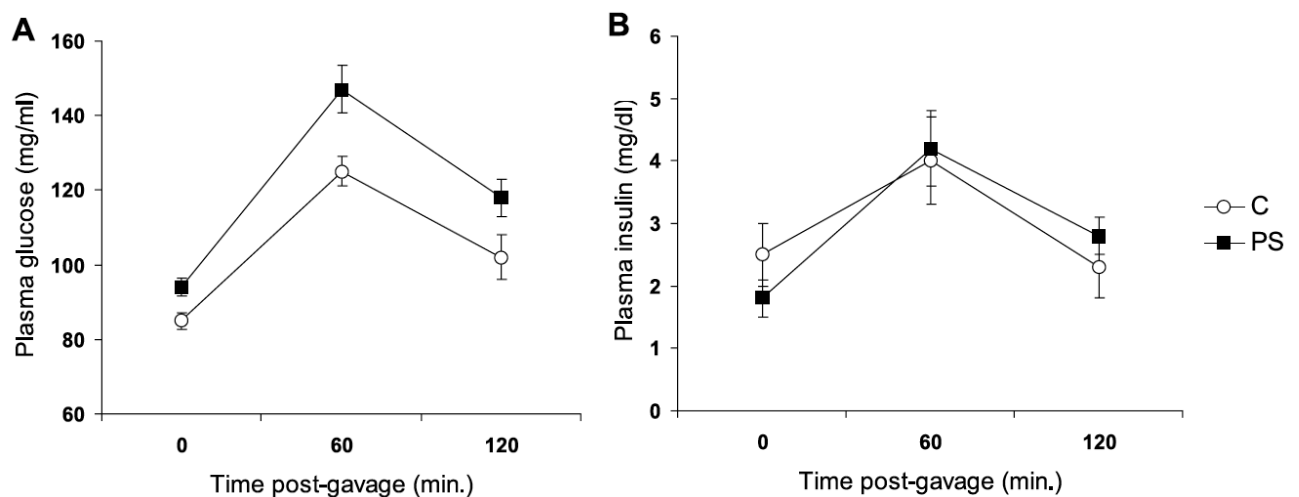 A
160
140
120
100
80
60
Plasma glucose (mg/ml)
0 60 120
Time post-gavage (min.)
B
6
5
4
3
2
1
0
Plasma insulin (mg/dl)
0 60 120
Time post-gavage (min.)
C
PS